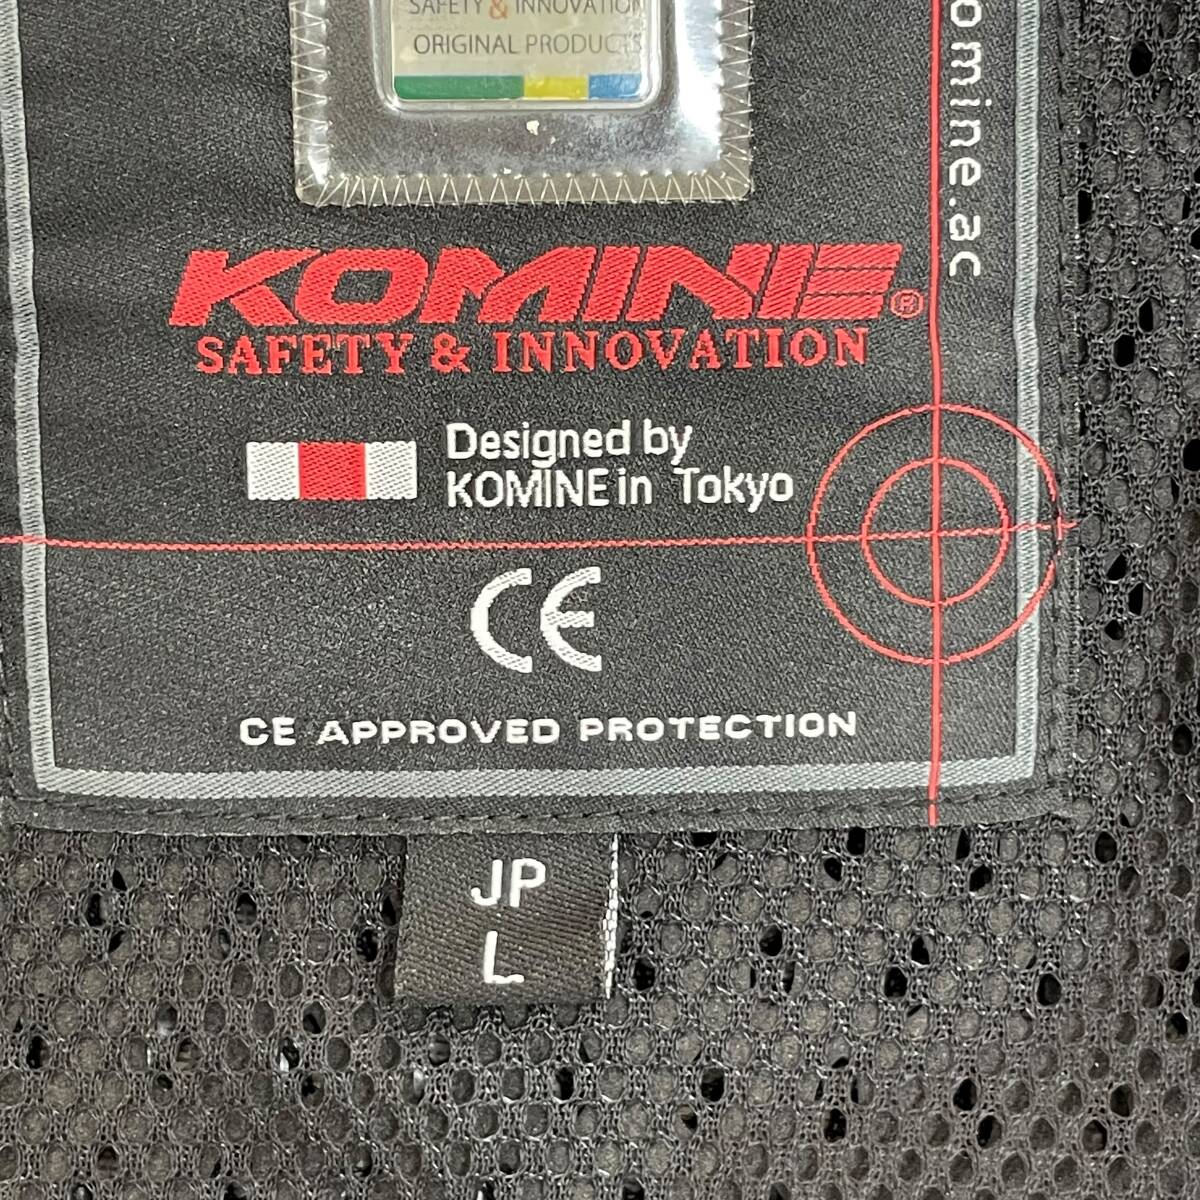 SAFETY & INNOVATION
ORIGINAL PRODUCTS
omine.ac
KOMINE®
SAFETY & INNOVATION
Designed by
KOMINE in Tokyo
CE
CE APPROVED PROTECTION
JP
L